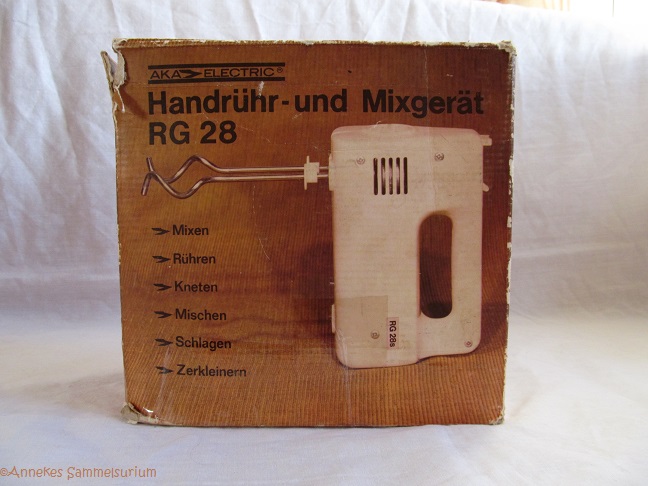 AKA ELECTRIC®
Handrühr-und Mixgerät
RG 28
Mixen
Rühren
Kneten
Mischen
Schlagen
Zerkleinern
RG 28s
©Annekes Sammelsurium